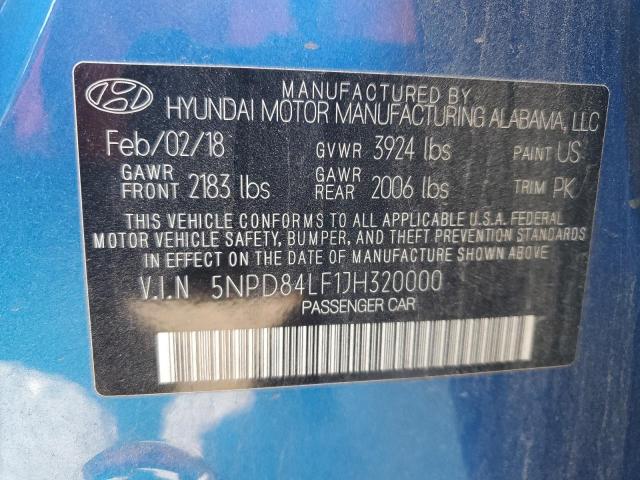 MANUFACTURED BY
HYUNDAI MOTOR MANUFACTURING ALABAMA, LLC
Feb/02/18 GVWR 3924 lbs PAINT US
GAWR FRONT 2183 lbs GAWR REAR 2006 lbs TRIM PK
THIS VEHICLE CONFORMS TO ALL APPLICABLE U.S.A. FEDERAL
MOTOR VEHICLE SAFETY, BUMPER, AND THEFT PREVENTION STANDARDS
IN EFFECT ON THE DATE OF MANUFACTURE SHOWN ABOVE.
V.I.N 5NPD84LF1JH320000
PASSENGER CAR